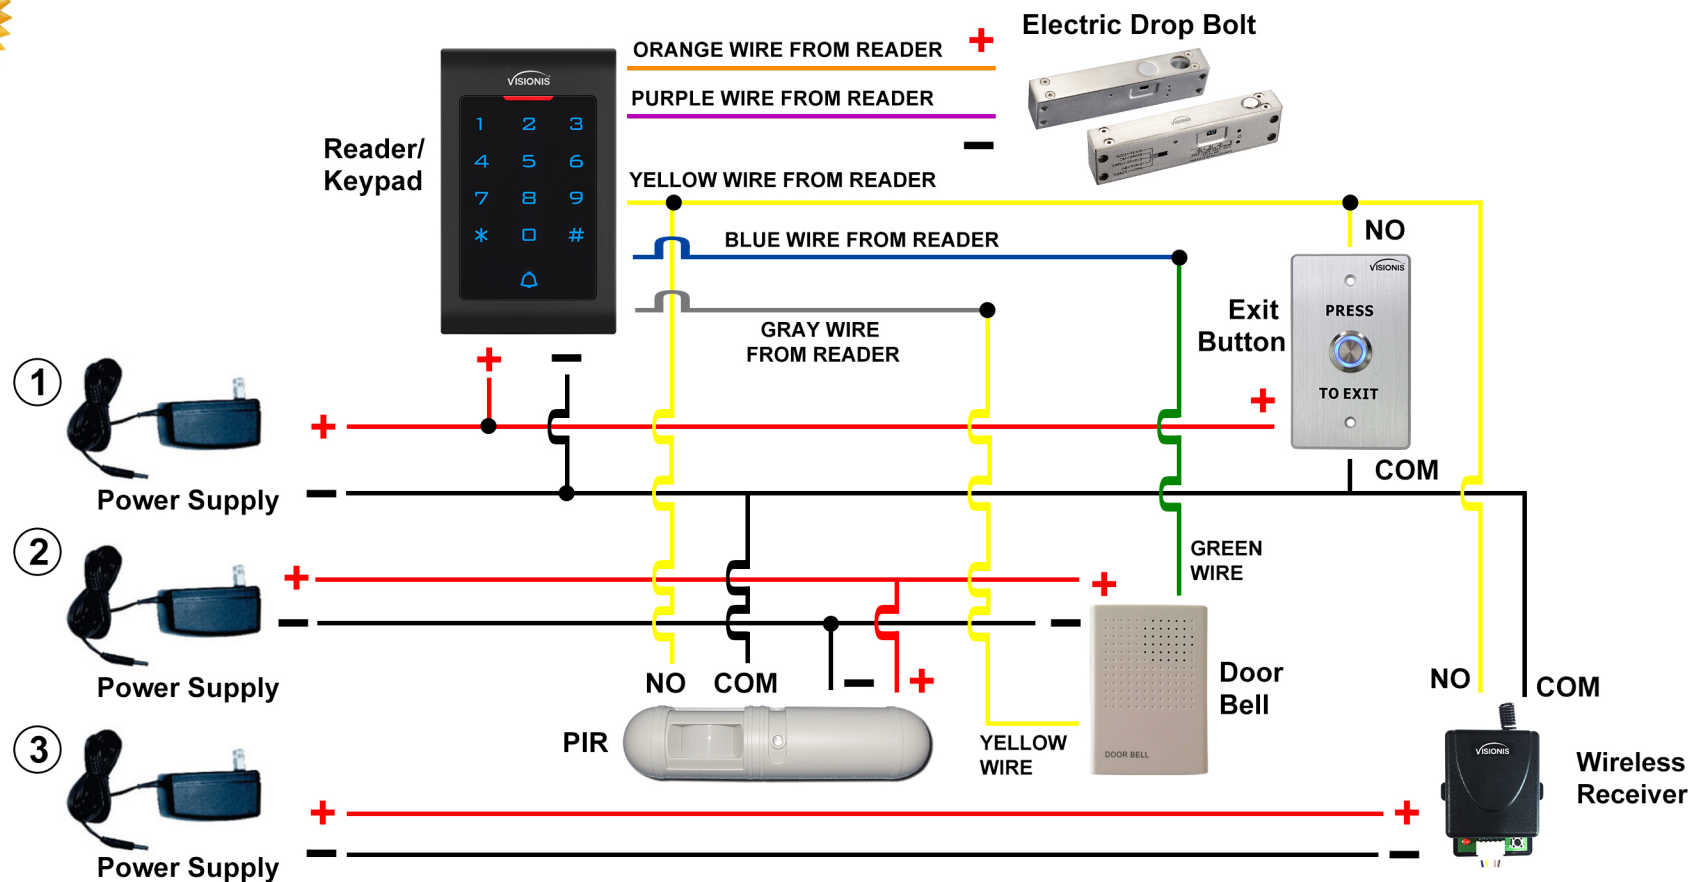 Electric Drop Bolt
ORANGE WIRE FROM READER
+
VISIONIS
PURPLE WIRE FROM READER
1 2 3
4 5 6
7 8 9
* 0 #
Reader/
Keypad
−
YELLOW WIRE FROM READER
NO
BLUE WIRE FROM READER
VISIONIS
PRESS
TO EXIT
Exit
Button
GRAY WIRE
FROM READER
+ −
1
+
+
COM
−
Power Supply
2
+
+
GREEN
WIRE
−
−
Power Supply
NO COM − +
Door
Bell
NO
COM
PIR
YELLOW
WIRE
DOOR BELL
VISIONIS
3
Wireless
Receiver
+
+
−
−
Power Supply